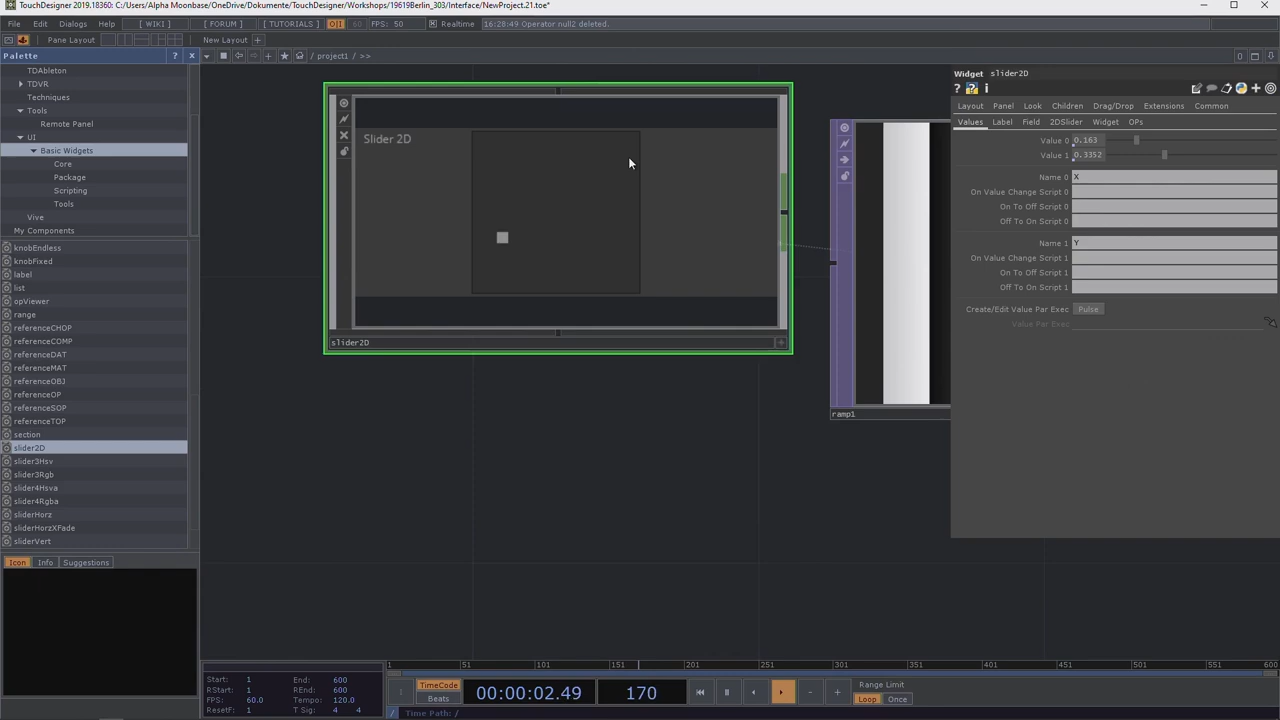 TouchDesigner 2019.18360: C:/Users/Alpha Moonbase/OneDrive/Dokumente/TouchDesigner/Workshops/19619Berlin_303/Interface/NewProject.21.toe*
File Edit Dialogs Help [ WIKI ] [ FORUM ] [ TUTORIALS ] O|I 60 FPS: 50 Realtime 16:28:49 Operator null2 deleted.
Pane Layout New Layout +
Palette ? x / project1 / >> 0
TDAbleton
TDVR
Techniques
Tools
Remote Panel
UI
Basic Widgets
Core
Package
Scripting
Tools
Vive
My Components
knobEndless
knobFixed
label
list
opViewer
range
referenceCHOP
referenceCOMP
referenceDAT
referenceMAT
referenceOBJ
referenceOP
referenceSOP
referenceTOP
section
slider2D
slider3Hsv
slider3Rgb
slider4Hsva
slider4Rgba
sliderHorz
sliderHorzXFade
sliderVert
Icon Info Suggestions
Slider 2D
slider2D
ramp1
Widget slider2D
? ? i
Layout Panel Look Children Drag/Drop Extensions Common
Values Label Field 2DSlider Widget OPs
Value 0 0.163
Value 1 0.3352
Name 0 X
On Value Change Script 0
On To Off Script 0
Off To On Script 0
Name 1 Y
On Value Change Script 1
On To Off Script 1
Off To On Script 1
Create/Edit Value Par Exec Pulse
Value Par Exec
1 51 101 151 201 251 301 351 401 451 501 551 600
Start: 1 End: 600
RStart: 1 REnd: 600
FPS: 60.0 Tempo: 120.0
ResetF: 1 T Sig: 4 4
TimeCode
Beats
00:00:02.49
170
Range Limit
Loop Once
Time Path: /